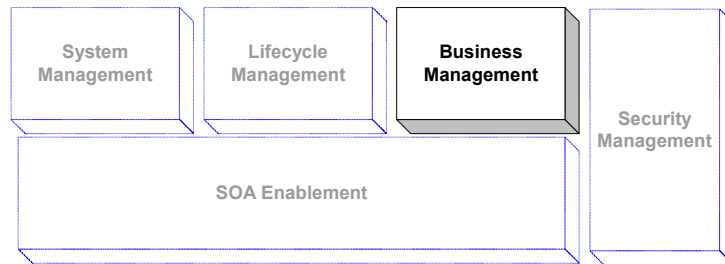 System
Management
Lifecycle
Management
Business
Management
Security
Management
SOA Enablement